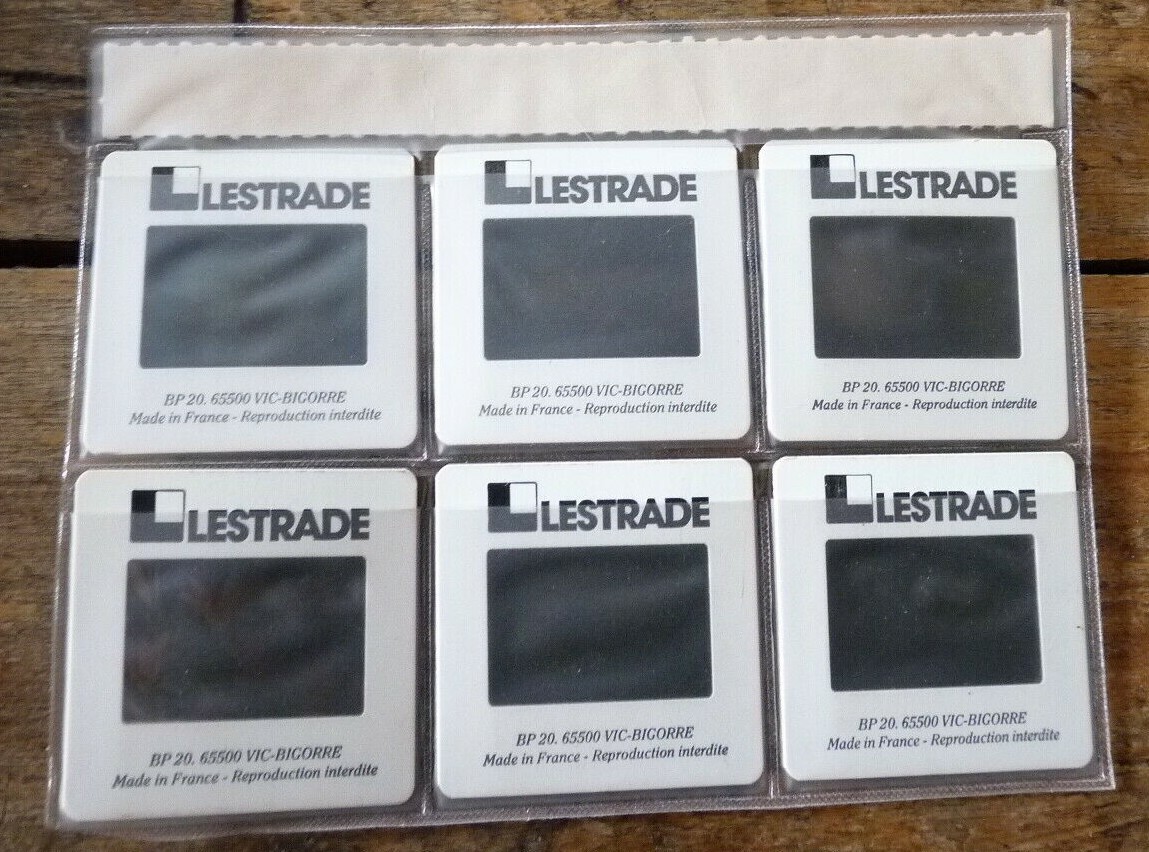 LESTRADE
BP 20. 65500 VIC-BIGORRE
Made in France - Reproduction interdite
LESTRADE
BP 20. 65500 VIC-BIGORRE
Made in France - Reproduction interdite
LESTRADE
BP 20. 65500 VIC-BIGORRE
Made in France - Reproduction interdite
LESTRADE
BP 20. 65500 VIC-BIGORRE
Made in France - Reproduction interdite
LESTRADE
BP 20. 65500 VIC-BIGORRE
Made in France - Reproduction interdite
LESTRADE
BP 20. 65500 VIC-BIGORRE
Made in France - Reproduction interdite